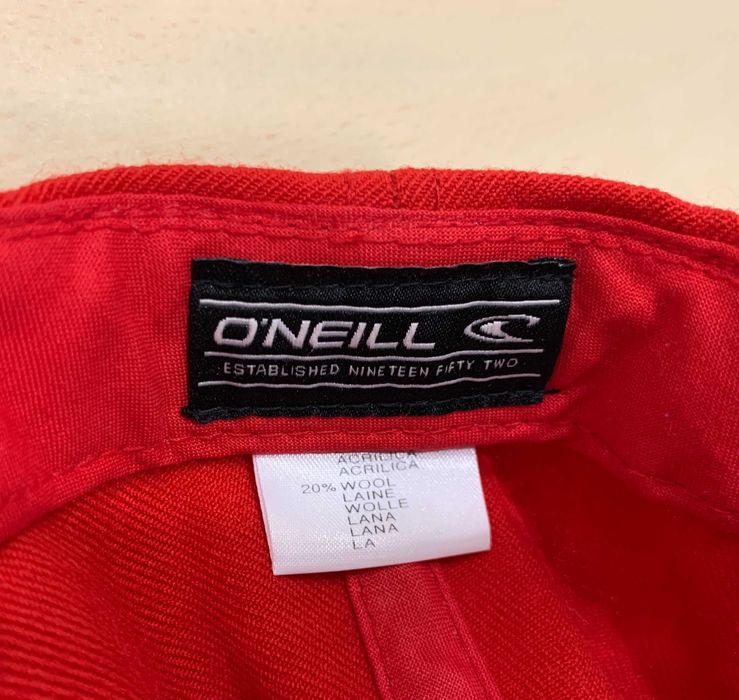 O'NEILL
ESTABLISHED NINETEEN FIFTY TWO
ACRILICA
ACRILICA
20% WOOL
LAINE
WOLLE
LANA
LANA
LA